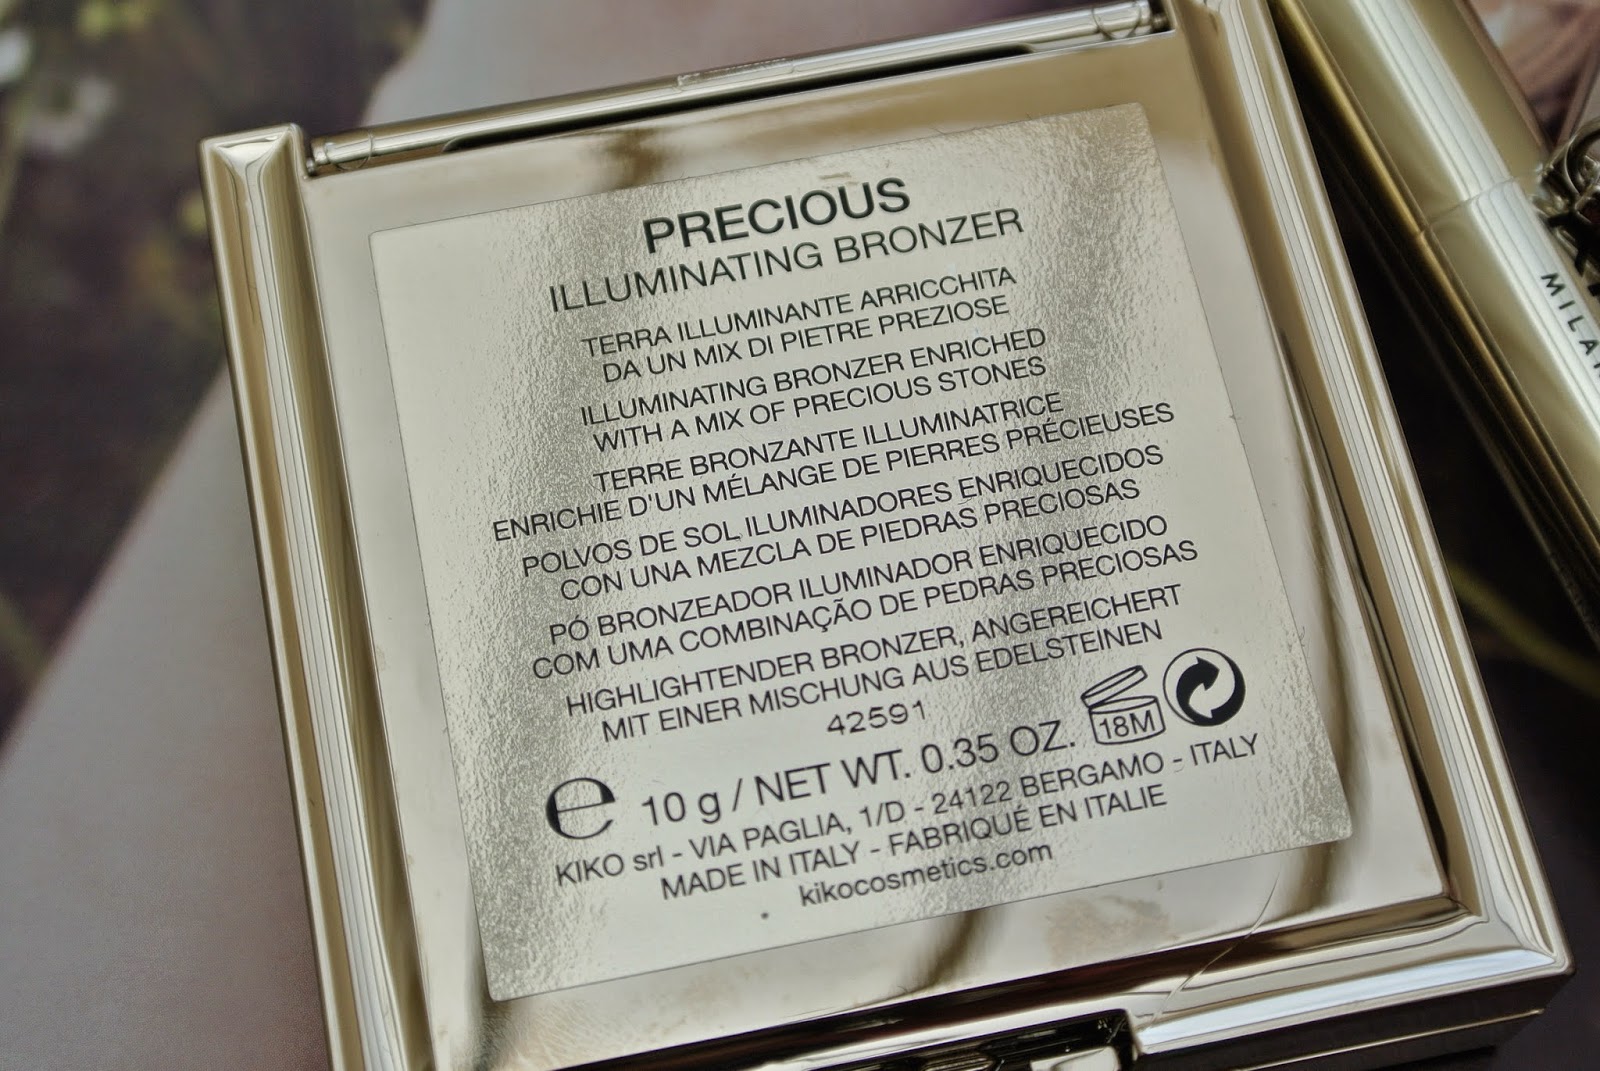 PRECIOUS
ILLUMINATING BRONZER
TERRA ILLUMINANTE ARRICCHITA
DA UN MIX DI PIETRE PREZIOSE
ILLUMINATING BRONZER ENRICHED
WITH A MIX OF PRECIOUS STONES
TERRE BRONZANTE ILLUMINATRICE
ENRICHIE D'UN MÉLANGE DE PIERRES PRÉCIEUSES
POLVOS DE SOL ILUMINADORES ENRIQUECIDOS
CON UNA MEZCLA DE PIEDRAS PRECIOSAS
PÓ BRONZEADOR ILUMINADOR ENRIQUECIDO
COM UMA COMBINAÇÃO DE PEDRAS PRECIOSAS
HIGHLIGHTENDER BRONZER, ANGEREICHERT
MIT EINER MISCHUNG AUS EDELSTEINEN
42591
℮ 10 g / NET WT. 0.35 OZ. 18M
KIKO srl - VIA PAGLIA, 1/D - 24122 BERGAMO - ITALY
MADE IN ITALY - FABRIQUÉ EN ITALIE
kikocosmetics.com